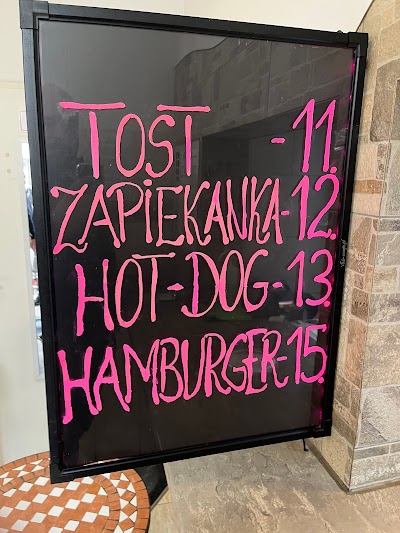 TOST - 11.
ZAPIEKANKA- 12.
HOT-DOG-13.
HAMBURGER-15.